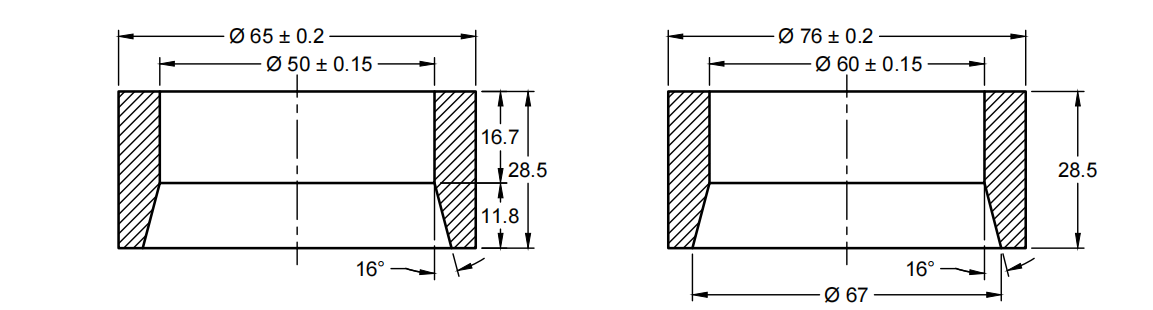 Ø 65 ± 0.2
Ø 50 ± 0.15
16.7
28.5
11.8
16°
Ø 76 ± 0.2
Ø 60 ± 0.15
28.5
16°
Ø 67